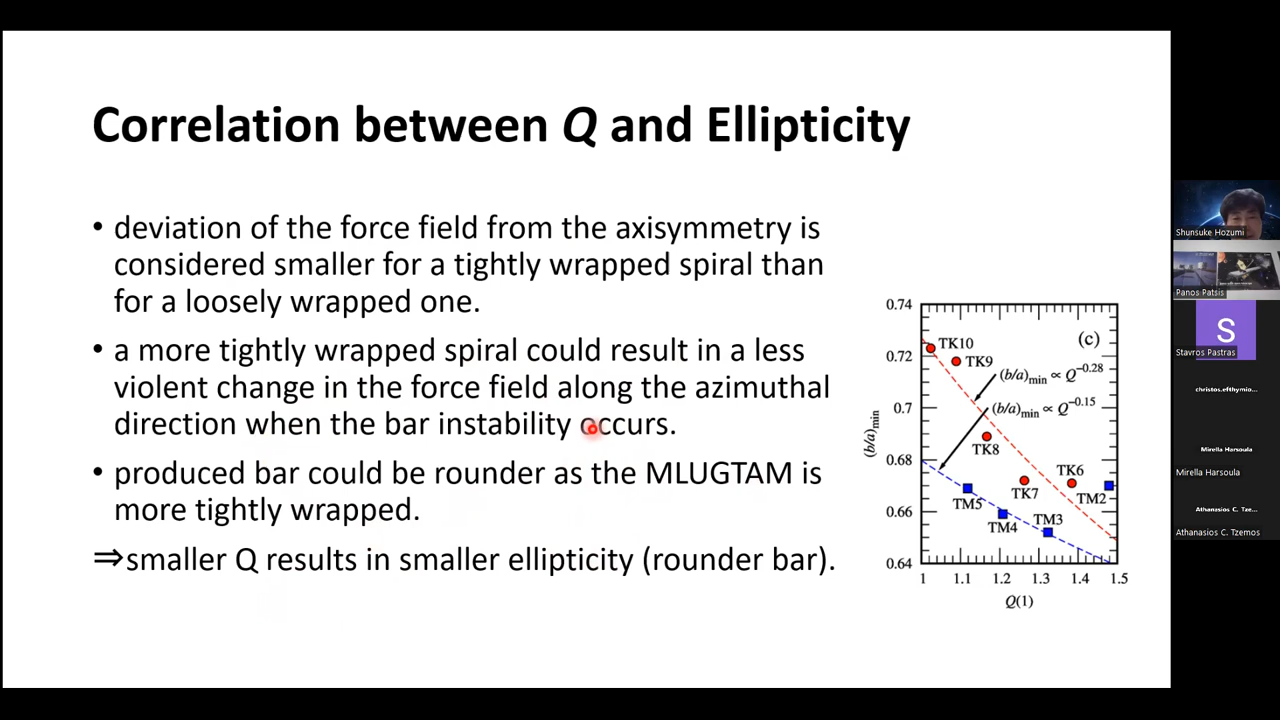 Correlation between Q and Ellipticity
• deviation of the force field from the axisymmetry is
considered smaller for a tightly wrapped spiral than
for a loosely wrapped one.
• a more tightly wrapped spiral could result in a less
violent change in the force field along the azimuthal
direction when the bar instability occurs.
• produced bar could be rounder as the MLUGTAM is
more tightly wrapped.
⇒smaller Q results in smaller ellipticity (rounder bar).
(c)
0.74
0.72
0.7
0.68
0.66
0.64
(b/a)min
TK10
TK9
(b/a)min ∝ Q−0.28
(b/a)min ∝ Q−0.15
TK8
TK7
TK6
TM2
TM5
TM4
TM3
1 1.1 1.2 1.3 1.4 1.5
Q(1)
Shunsuke Hozumi
Panos Patsis
S
Stavros Pastras
christos.efthymio...
Mirella Harsoula
Mirella Harsoula
Athanasios C. Tze...
Athanasios C. Tzemos